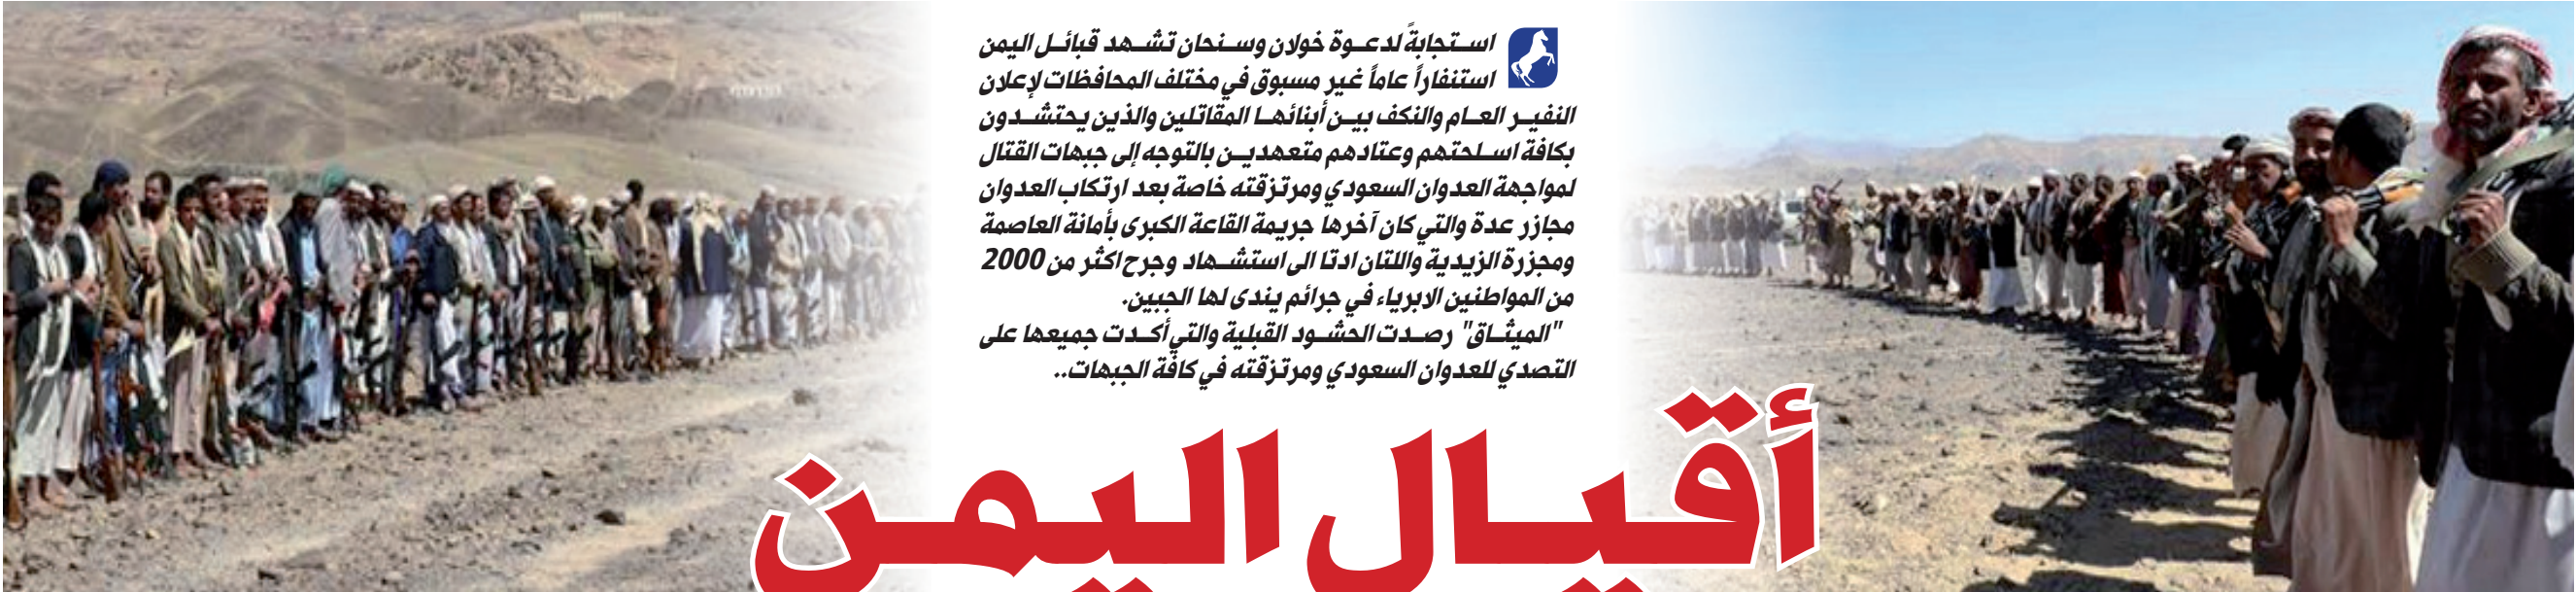 استجابةً لدعوة خولان وسنحان تشهد قبائل اليمن
استنفاراً عاماً غير مسبوق في مختلف المحافظات لإعلان
النفير العام والنكف بين أبنائها المقاتلين والذين يحتشدون
بكافة اسلحتهم وعتادهم متعهدين بالتوجه إلى جبهات القتال
لمواجهة العدوان السعودي ومرتزقته خاصة بعد ارتكاب العدوان
مجازر عدة والتي كان آخرها جريمة القاعة الكبرى بأمانة العاصمة
ومجزرة الزيدية واللتان ادتا الى استشهاد وجرح اكثر من 2000
من المواطنين الابرياء في جرائم يندى لها الجبين.
"الميثاق" رصدت الحشود القبلية والتي أكدت جميعها على
التصدي للعدوان السعودي ومرتزقته في كافة الجبهات..
أقيال اليمن